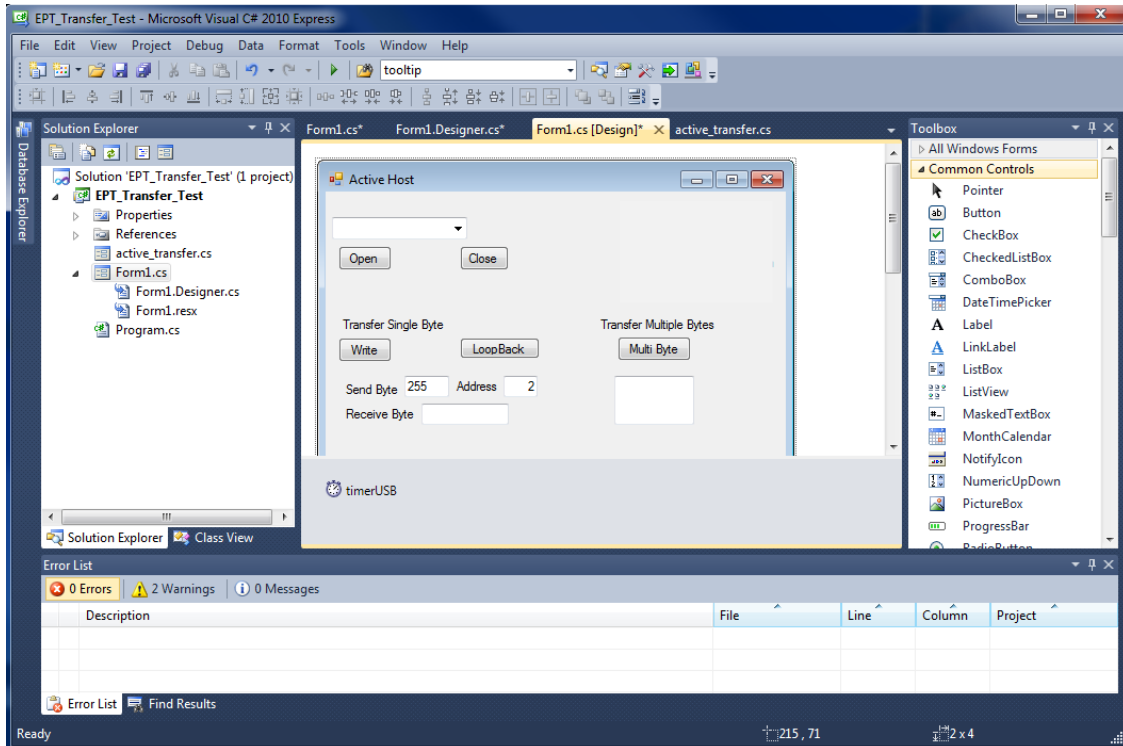 EPT_Transfer_Test - Microsoft Visual C# 2010 Express
File Edit View Project Debug Data Format Tools Window Help
tooltip
Database Explorer
Solution Explorer
Solution 'EPT_Transfer_Test' (1 project)
EPT_Transfer_Test
Properties
References
active_transfer.cs
Form1.cs
Form1.Designer.cs
Form1.resx
Program.cs
Solution Explorer Class View
Form1.cs* Form1.Designer.cs* Form1.cs [Design]* active_transfer.cs
Active Host
Open Close
Transfer Single Byte Transfer Multiple Bytes
Write LoopBack Multi Byte
Send Byte 255 Address 2
Receive Byte
timerUSB
Toolbox
All Windows Forms
Common Controls
Pointer
Button
CheckBox
CheckedListBox
ComboBox
DateTimePicker
Label
LinkLabel
ListBox
ListView
MaskedTextBox
MonthCalendar
NotifyIcon
NumericUpDown
PictureBox
ProgressBar
RadioButton
Error List
0 Errors 2 Warnings 0 Messages
Description File Line Column Project
Error List Find Results
Ready 215 , 71 2 x 4